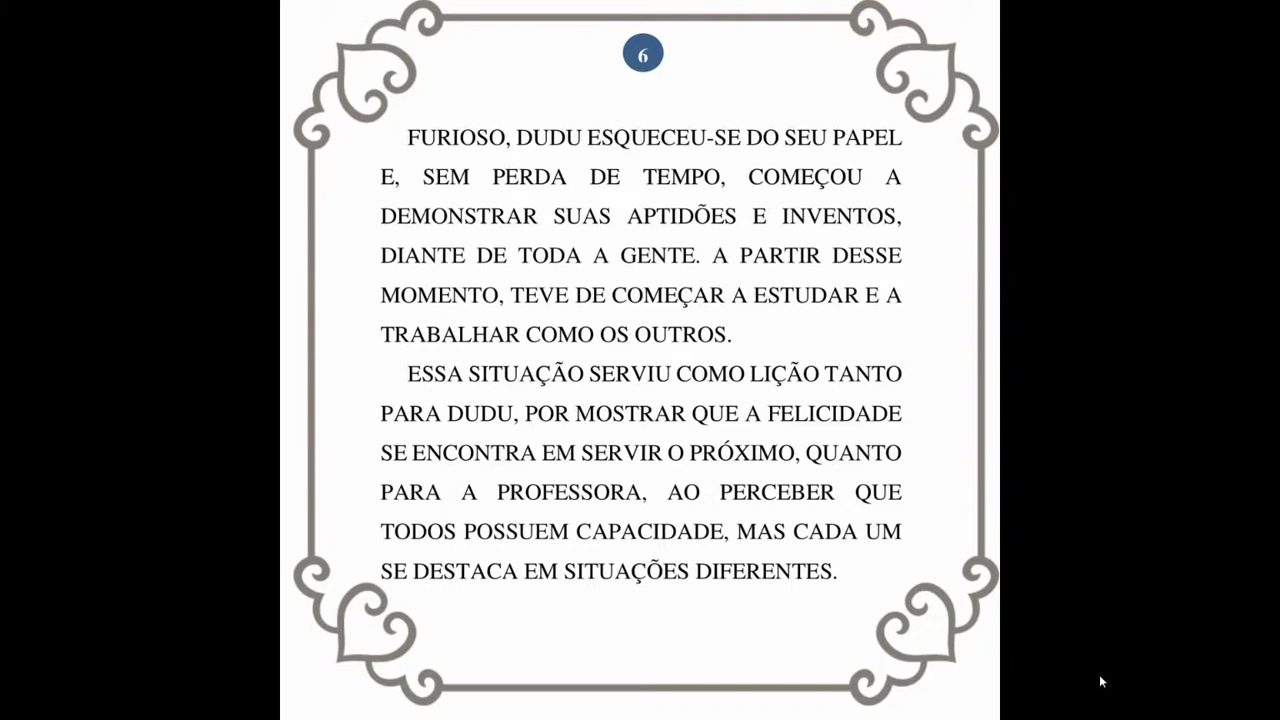 6
FURIOSO, DUDU ESQUECEU-SE DO SEU PAPEL
E, SEM PERDA DE TEMPO, COMEÇOU A
DEMONSTRAR SUAS APTIDÕES E INVENTOS,
DIANTE DE TODA A GENTE. A PARTIR DESSE
MOMENTO, TEVE DE COMEÇAR A ESTUDAR E A
TRABALHAR COMO OS OUTROS.
ESSA SITUAÇÃO SERVIU COMO LIÇÃO TANTO
PARA DUDU, POR MOSTRAR QUE A FELICIDADE
SE ENCONTRA EM SERVIR O PRÓXIMO, QUANTO
PARA A PROFESSORA, AO PERCEBER QUE
TODOS POSSUEM CAPACIDADE, MAS CADA UM
SE DESTACA EM SITUAÇÕES DIFERENTES.